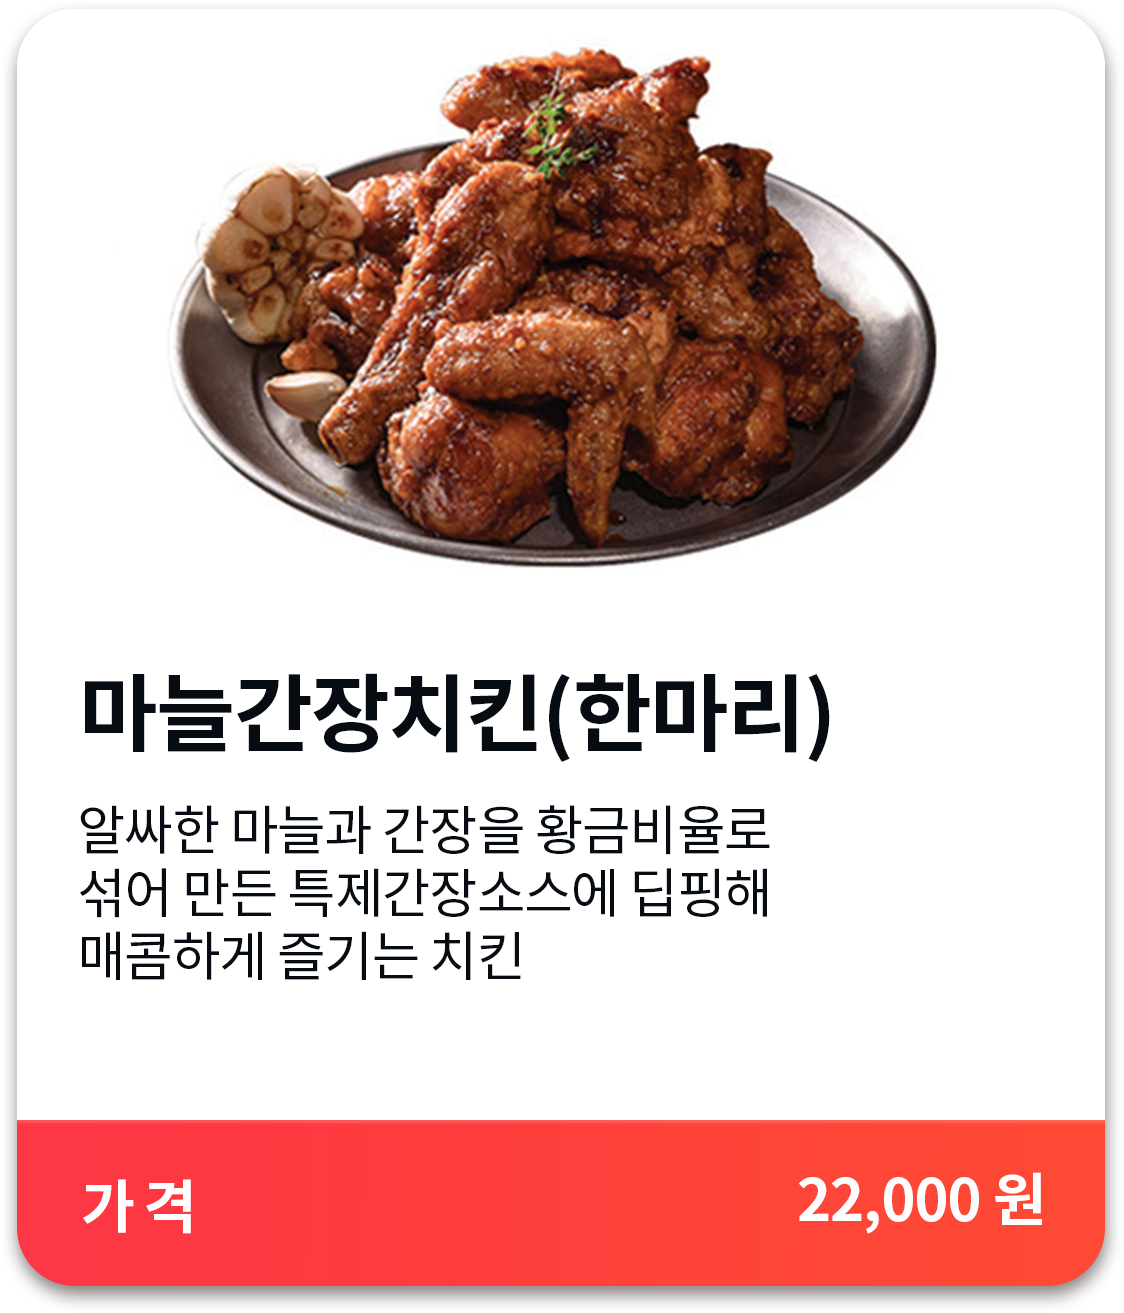 마늘간장치킨(한마리)
알싸한 마늘과 간장을 황금비율로
섞어 만든 특제간장소스에 딥핑해
매콤하게 즐기는 치킨
가 격
22,000 원